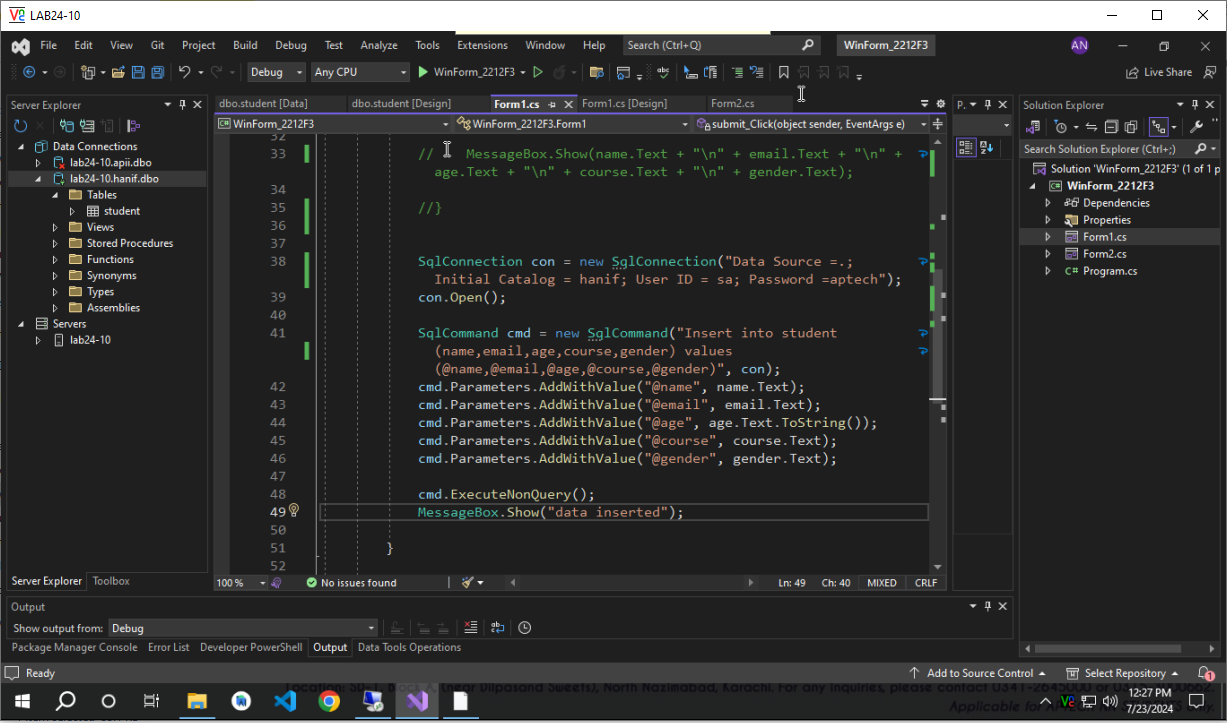 LAB24-10
File Edit View Git Project Build Debug Test Analyze Tools Extensions Window Help Search (Ctrl+Q) WinForm_2212F3 AN
Debug Any CPU WinForm_2212F3 Live Share
Server Explorer
Data Connections
lab24-10.apii.dbo
lab24-10.hanif.dbo
Tables
student
Views
Stored Procedures
Functions
Synonyms
Types
Assemblies
Servers
lab24-10
Server Explorer Toolbox
dbo.student [Data] dbo.student [Design] Form1.cs Form1.cs [Design] Form2.cs
WinForm_2212F3 WinForm_2212F3.Form1 submit_Click(object sender, EventArgs e)
32
33 // MessageBox.Show(name.Text + "\n" + email.Text + "\n" +
age.Text + "\n" + course.Text + "\n" + gender.Text);
34
35 //}
36
37
38 SqlConnection con = new SqlConnection("Data Source =.;
Initial Catalog = hanif; User ID = sa; Password =aptech");
39 con.Open();
40
41 SqlCommand cmd = new SqlCommand("Insert into student
(name,email,age,course,gender) values
(@name,@email,@age,@course,@gender)", con);
42 cmd.Parameters.AddWithValue("@name", name.Text);
43 cmd.Parameters.AddWithValue("@email", email.Text);
44 cmd.Parameters.AddWithValue("@age", age.Text.ToString());
45 cmd.Parameters.AddWithValue("@course", course.Text);
46 cmd.Parameters.AddWithValue("@gender", gender.Text);
47
48 cmd.ExecuteNonQuery();
49 MessageBox.Show("data inserted");
50
51 }
52
100 % No issues found Ln: 49 Ch: 40 MIXED CRLF
P.
Solution Explorer
Search Solution Explorer (Ctrl+;)
Solution 'WinForm_2212F3' (1 of 1 p
WinForm_2212F3
Dependencies
Properties
Form1.cs
Form2.cs
C# Program.cs
Output
Show output from: Debug
Package Manager Console Error List Developer PowerShell Output Data Tools Operations
Ready Add to Source Control Select Repository 1
(near Dilpasand Sweets), North Nazimabad, Karachi. For any inquiries, please contact
12:27 PM
7/23/2024